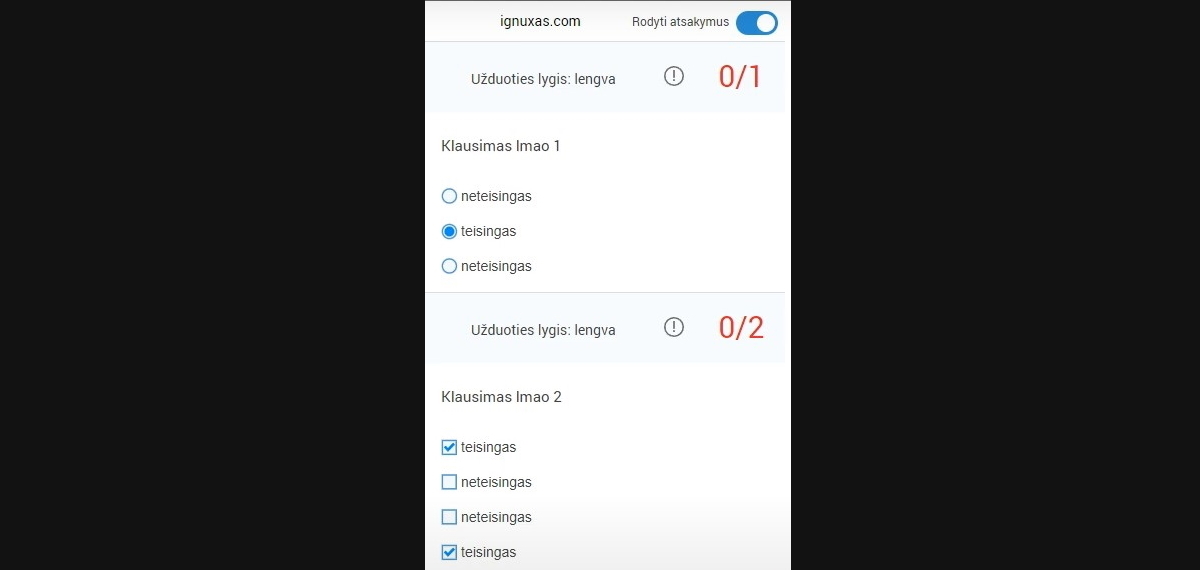 ignuxas.com Rodyti atsakymus
Užduoties lygis: lengva 0/1
Klausimas lmao 1
neteisingas
teisingas
neteisingas
Užduoties lygis: lengva 0/2
Klausimas lmao 2
teisingas
neteisingas
neteisingas
teisingas